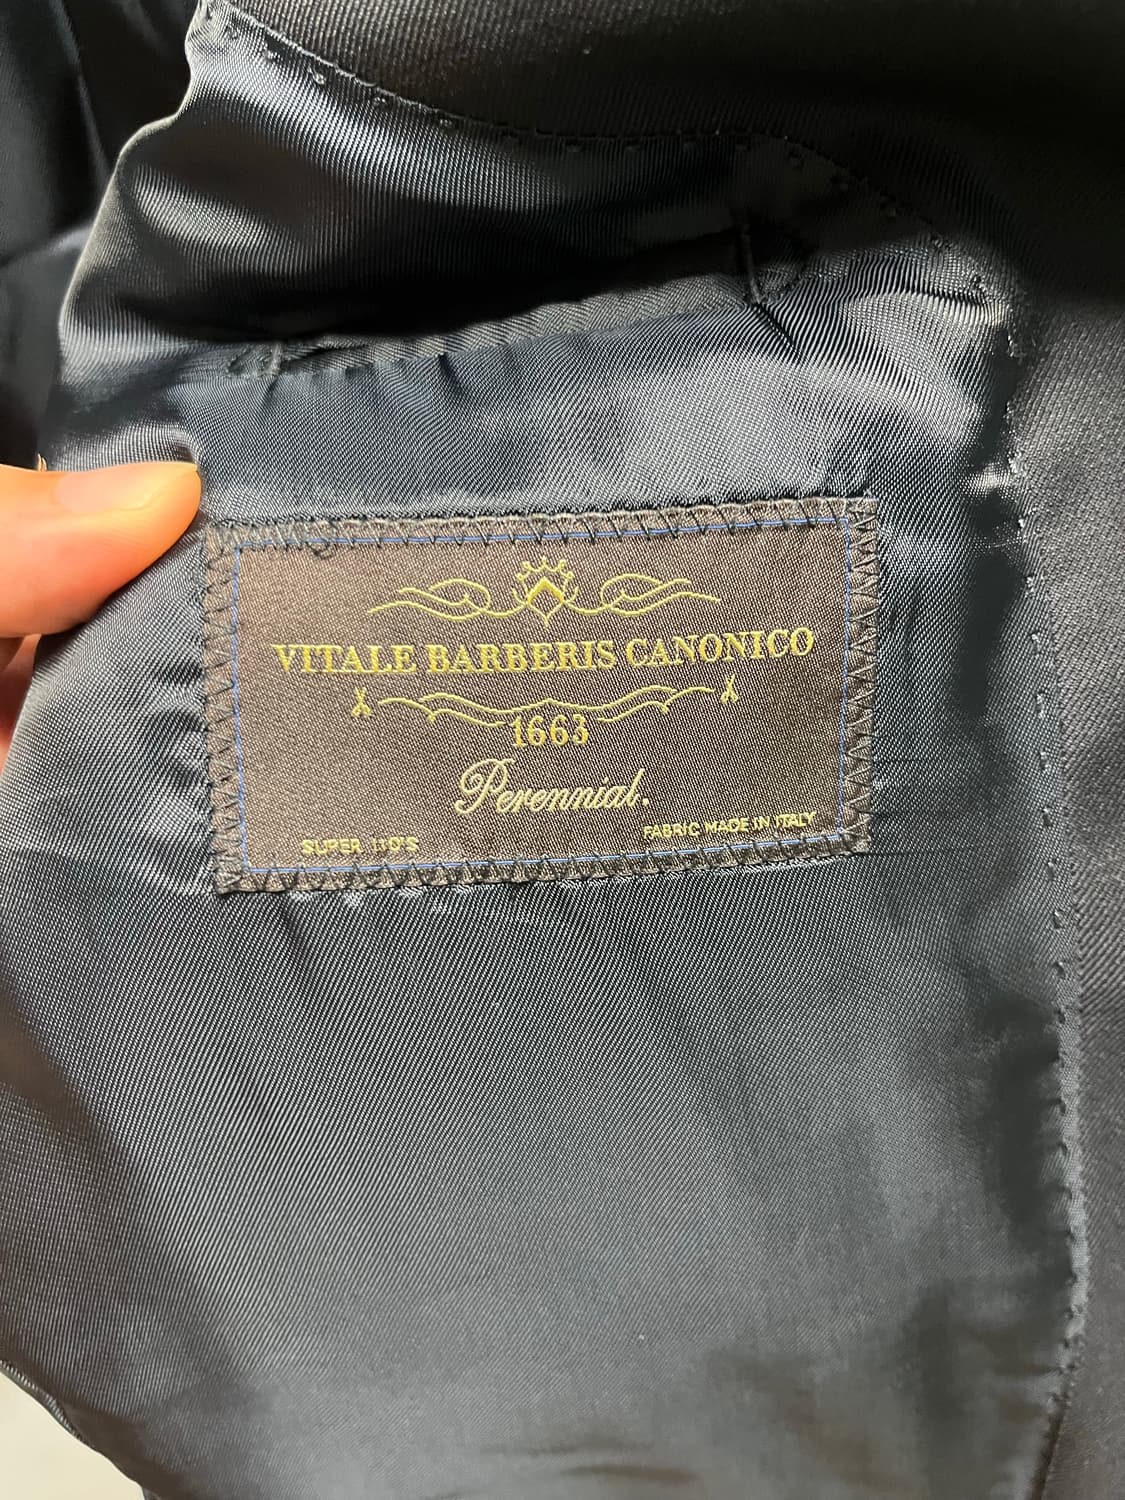 VITALE BARBERIS CANONICO
1663
Perennial.
SUPER 110'S
FABRIC MADE IN ITALY